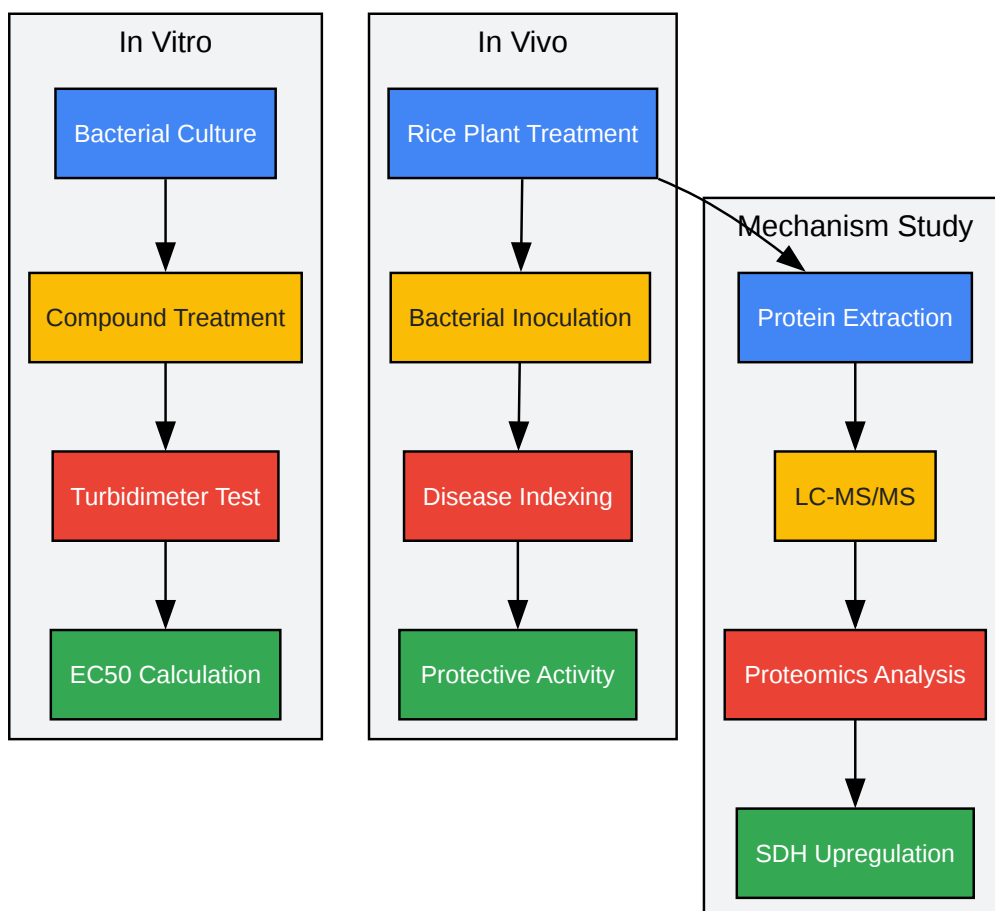 In Vitro
Bacterial Culture
Compound Treatment
Turbidimeter Test
EC50 Calculation
In Vivo
Rice Plant Treatment
Bacterial Inoculation
Disease Indexing
Protective Activity
Mechanism Study
Protein Extraction
LC-MS/MS
Proteomics Analysis
SDH Upregulation